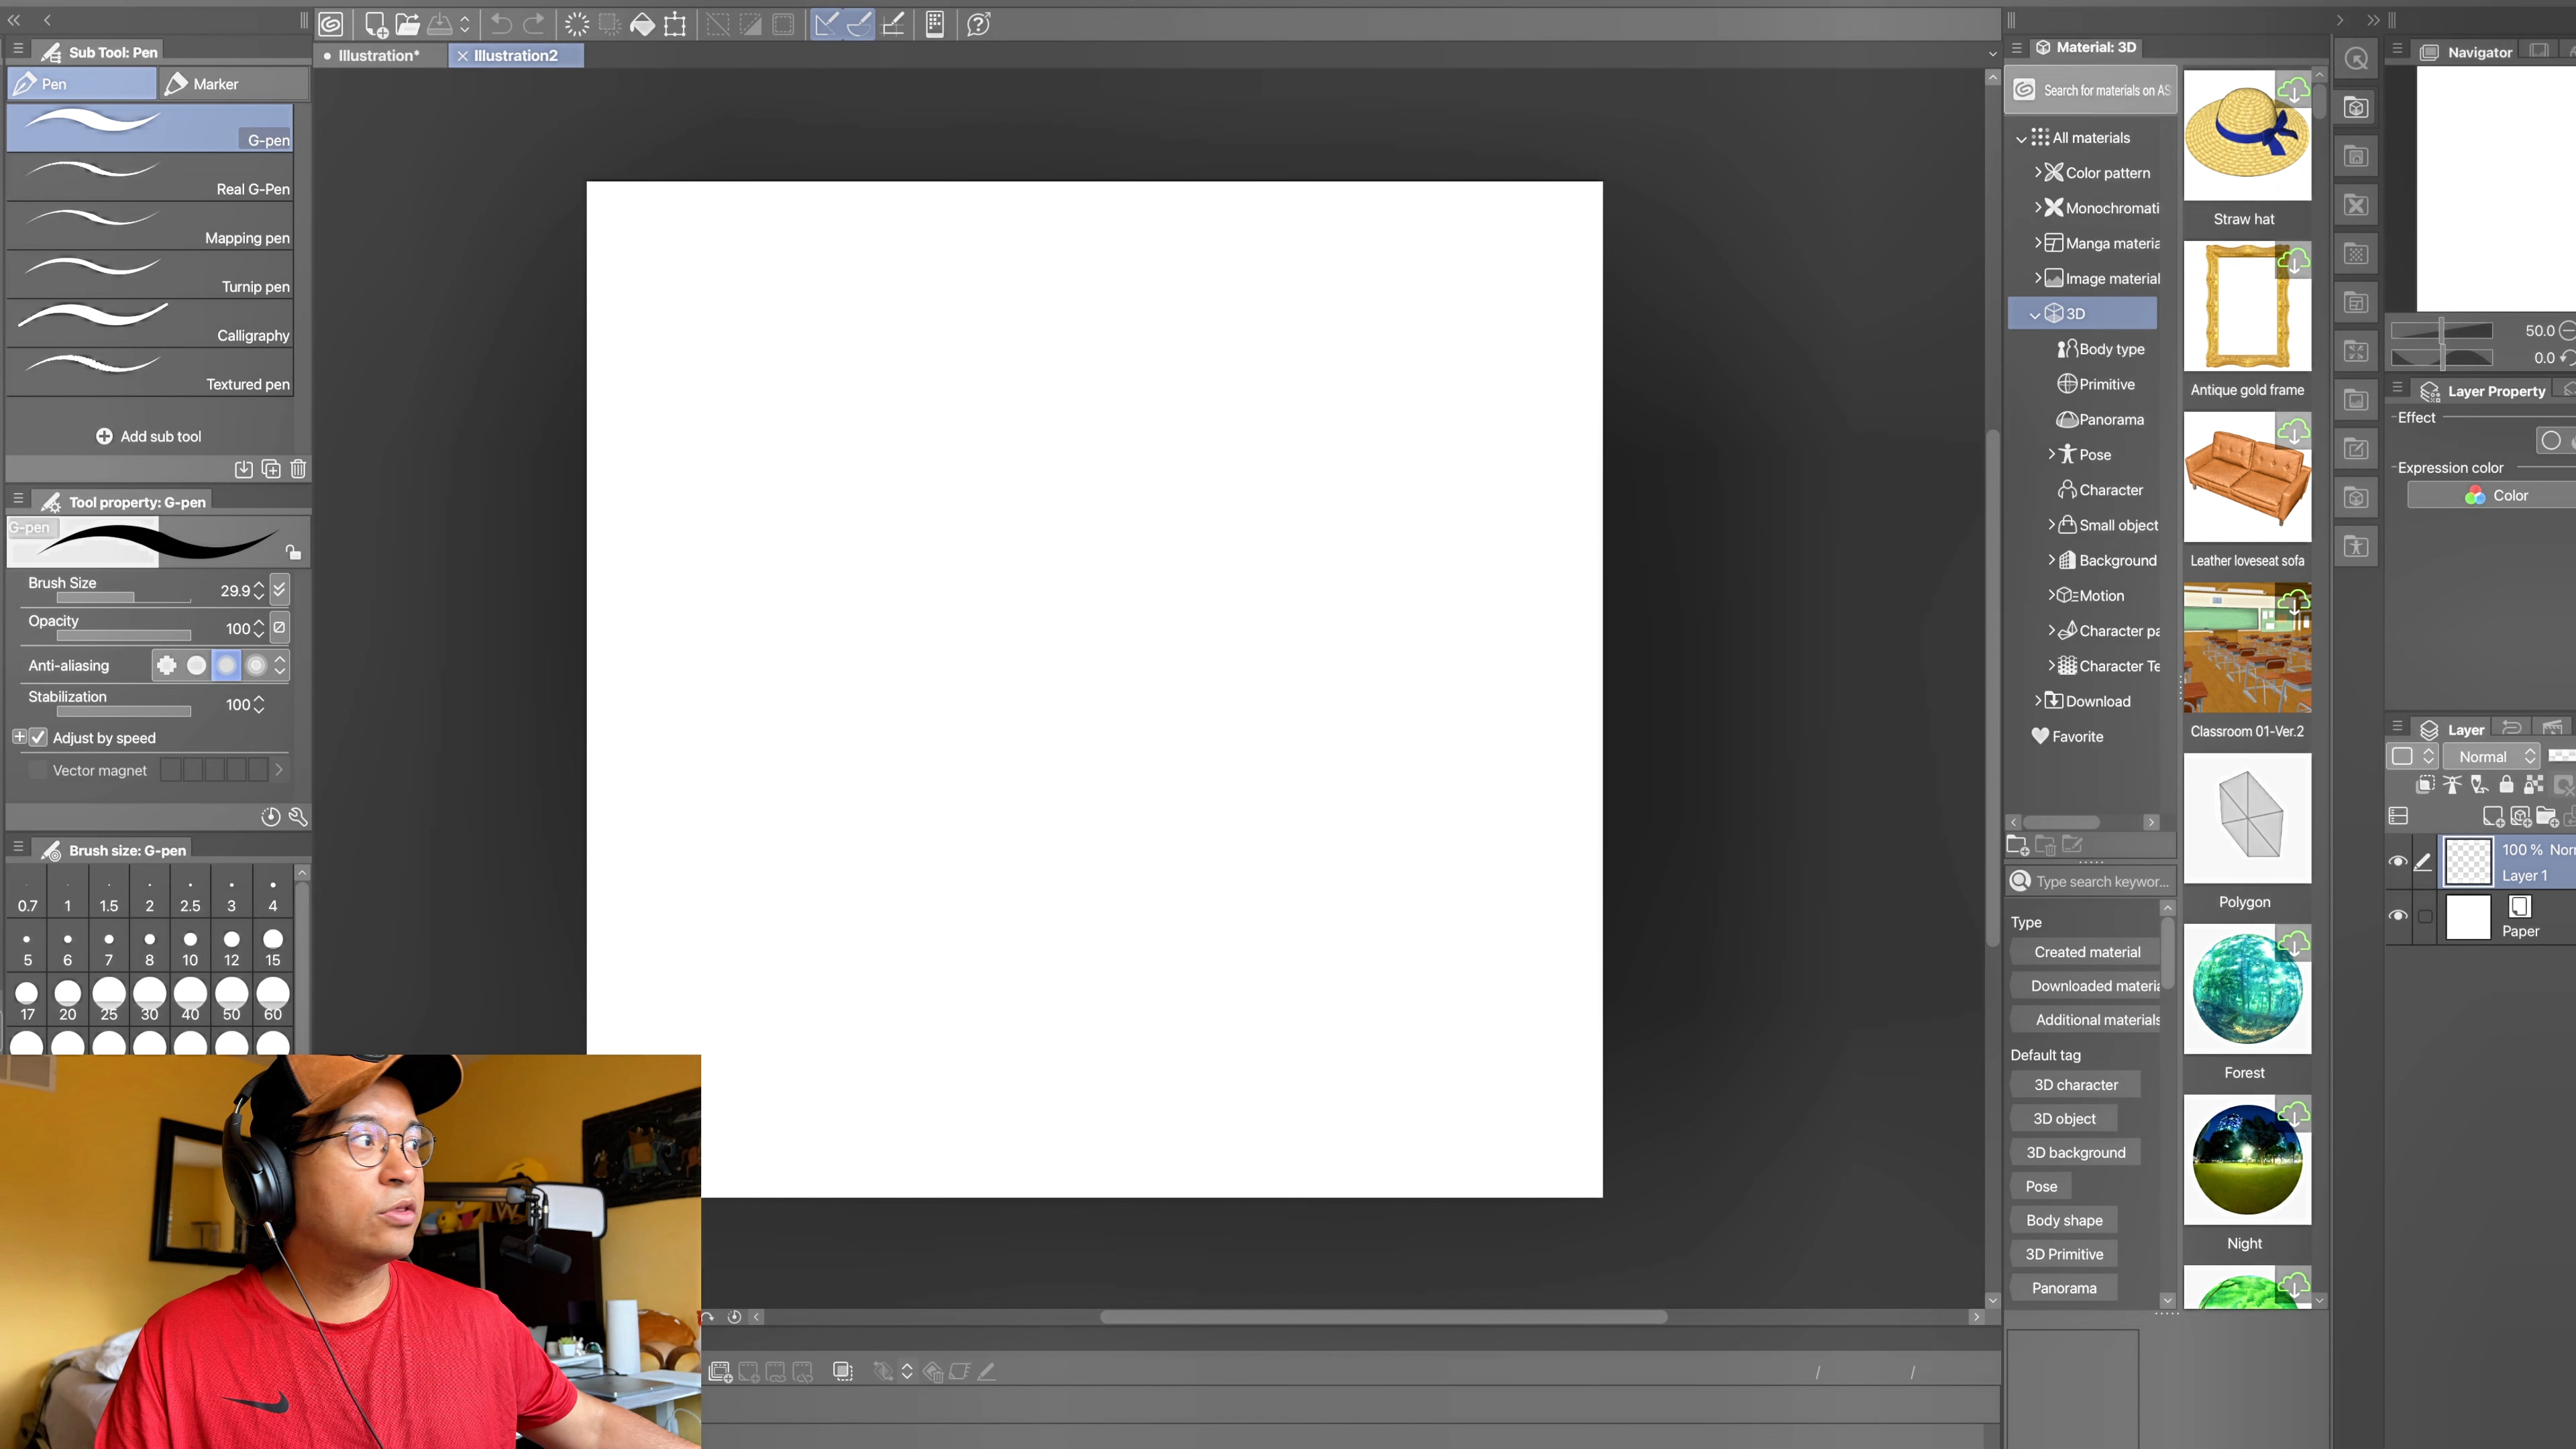 Sub Tool: Pen
Pen
Marker
G-pen
Real G-Pen
Mapping pen
Turnip pen
Calligraphy
Textured pen
Add sub tool
Tool property: G-pen
G-pen
Brush Size 29.9
Opacity 100
Anti-aliasing
Stabilization 100
Adjust by speed
Vector magnet
Brush size: G-pen
0.7 1 1.5 2 2.5 3 4
5 6 7 8 10 12 15
17 20 25 30 40 50 60
Illustration*
Illustration2
Material: 3D
Search for materials on AS
All materials
Color pattern
Monochromati
Manga materia
Image material
3D
Body type
Primitive
Panorama
Pose
Character
Small object
Background
Motion
Character pa
Character Te
Download
Favorite
Type search keywor...
Type
Created material
Downloaded materia
Additional materials
Default tag
3D character
3D object
3D background
Pose
Body shape
3D Primitive
Panorama
Straw hat
Antique gold frame
Leather loveseat sofa
Classroom 01-Ver.2
Polygon
Forest
Night
Navigator
50.0
0.0
Layer Property
Effect
Expression color
Color
Layer
Normal
100 % Nor
Layer 1
Paper